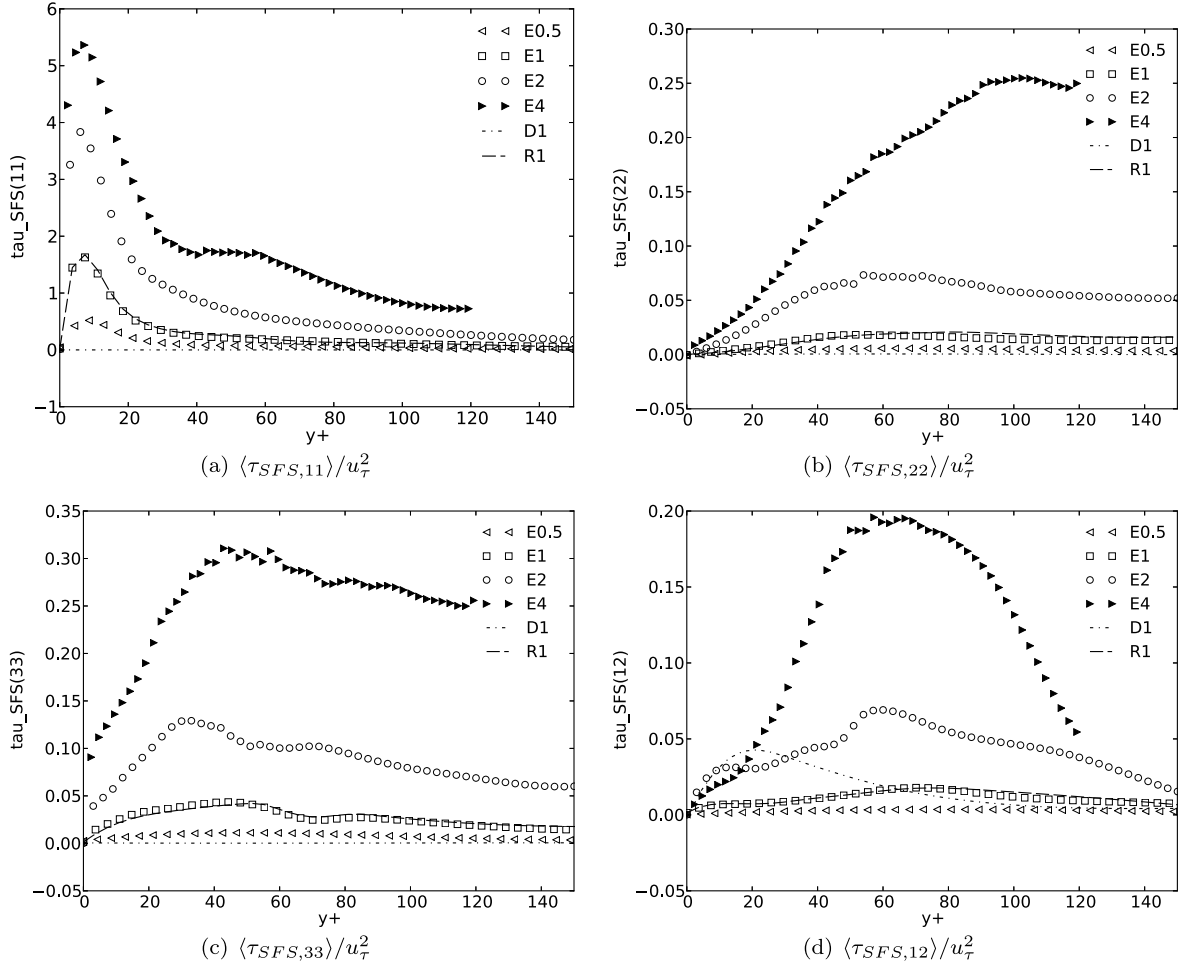 6
5
4
3
2
1
0
−1
tau_SFS(11)
E0.5
E1
E2
E4
D1
R1
0 20 40 60 80 100 120 140
y+
(a) ⟨τ_{SFS,11}⟩/u_τ^2
0.30
0.25
0.20
0.15
0.10
0.05
0.00
−0.05
tau_SFS(22)
E0.5
E1
E2
E4
D1
R1
0 20 40 60 80 100 120 140
y+
(b) ⟨τ_{SFS,22}⟩/u_τ^2
0.35
0.30
0.25
0.20
0.15
0.10
0.05
0.00
−0.05
tau_SFS(33)
E0.5
E1
E2
E4
D1
R1
0 20 40 60 80 100 120 140
y+
(c) ⟨τ_{SFS,33}⟩/u_τ^2
0.20
0.15
0.10
0.05
0.00
−0.05
tau_SFS(12)
E0.5
E1
E2
E4
D1
R1
0 20 40 60 80 100 120 140
y+
(d) ⟨τ_{SFS,12}⟩/u_τ^2